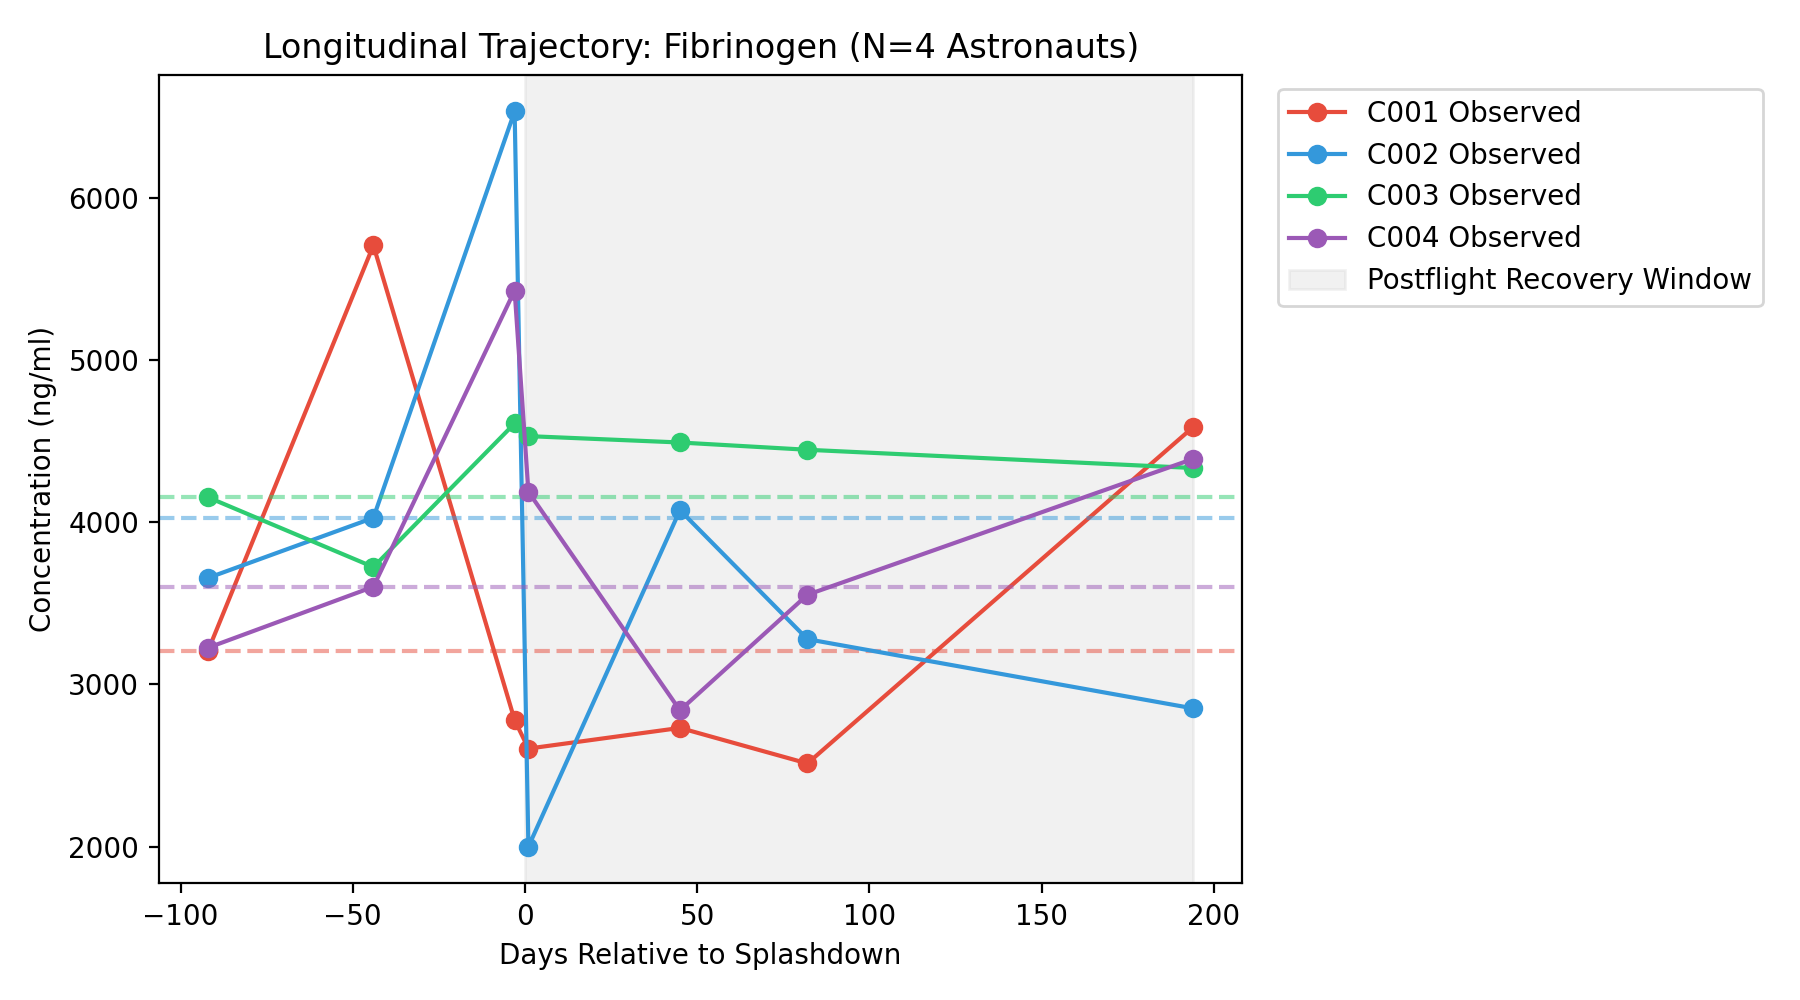 Longitudinal Trajectory: Fibrinogen (N=4 Astronauts)
Concentration (ng/ml)
6000
5000
4000
3000
2000
−100
−50
0
50
100
150
200
Days Relative to Splashdown
C001 Observed
C002 Observed
C003 Observed
C004 Observed
Postflight Recovery Window